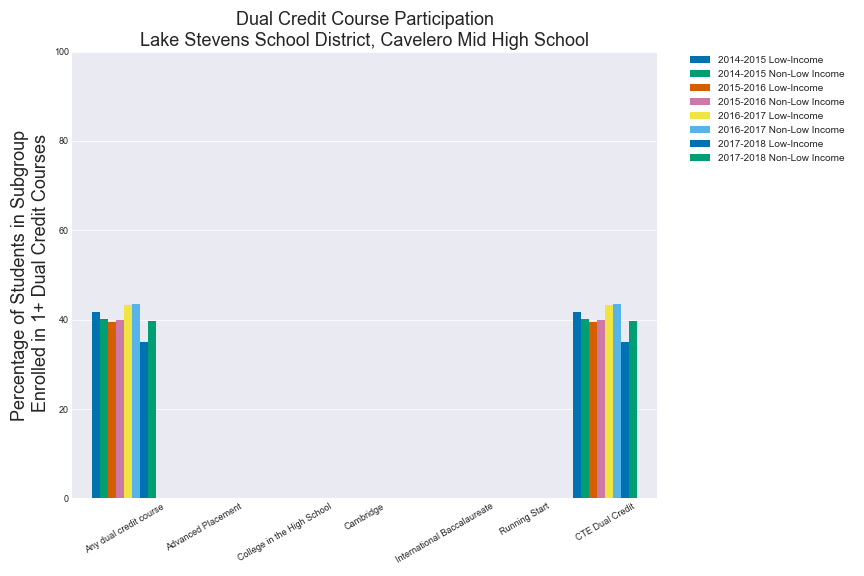 Dual Credit Course Participation
Lake Stevens School District, Cavelero Mid High School
Percentage of Students in Subgroup
Enrolled in 1+ Dual Credit Courses
100
80
60
40
20
0
Any dual credit course
Advanced Placement
College in the High School
Cambridge
International Baccalaureate
Running Start
CTE Dual Credit
2014-2015 Low-Income
2014-2015 Non-Low Income
2015-2016 Low-Income
2015-2016 Non-Low Income
2016-2017 Low-Income
2016-2017 Non-Low Income
2017-2018 Low-Income
2017-2018 Non-Low Income